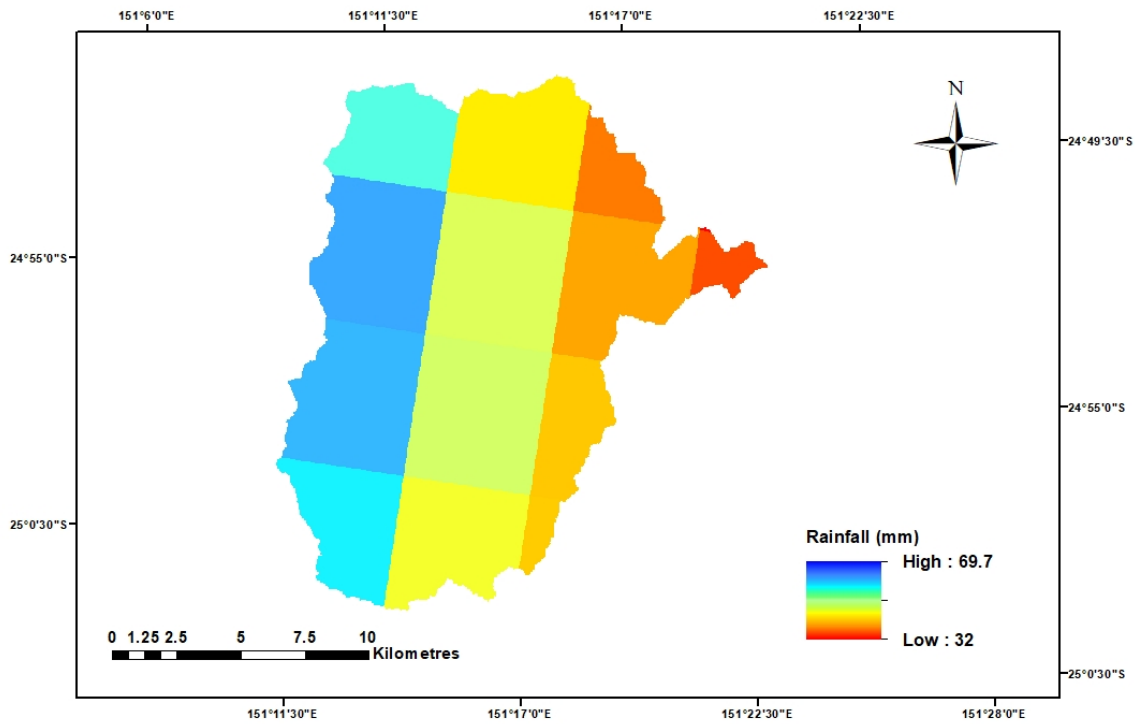 151°6'0"E 151°11'30"E 151°17'0"E 151°22'30"E
N
24°49'30"S
24°55'0"S
24°55'0"S
25°0'30"S
Rainfall (mm)
High : 69.7
Low : 32
0 1.25 2.5 5 7.5 10
Kilometres
25°0'30"S
151°11'30"E 151°17'0"E 151°22'30"E 151°28'0"E